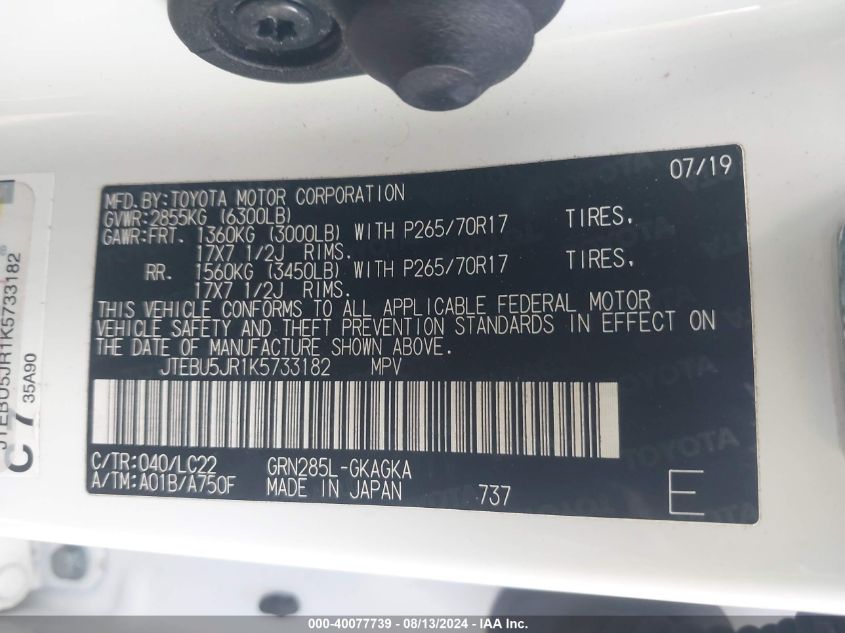 07/19
MFD.BY:TOYOTA MOTOR CORPORATION
GVWR:2855KG (6300LB)
GAWR:FRT. 1360KG (3000LB) WITH P265/70R17 TIRES,
17X7 1/2J RIMS.
RR. 1560KG (3450LB) WITH P265/70R17 TIRES,
17X7 1/2J RIMS.
THIS VEHICLE CONFORMS TO ALL APPLICABLE FEDERAL MOTOR
VEHICLE SAFETY AND THEFT PREVENTION STANDARDS IN EFFECT ON
THE DATE OF MANUFACTURE SHOWN ABOVE.
JTEBU5JR1K5733182 MPV
C/TR:040/LC22 GRN285L-GKAGKA
A/TM:A01B/A750F MADE IN JAPAN 737 E
JTEBU5JR1K5733182
C 7 35A90
000-40077739 - 08/13/2024 - IAA Inc.